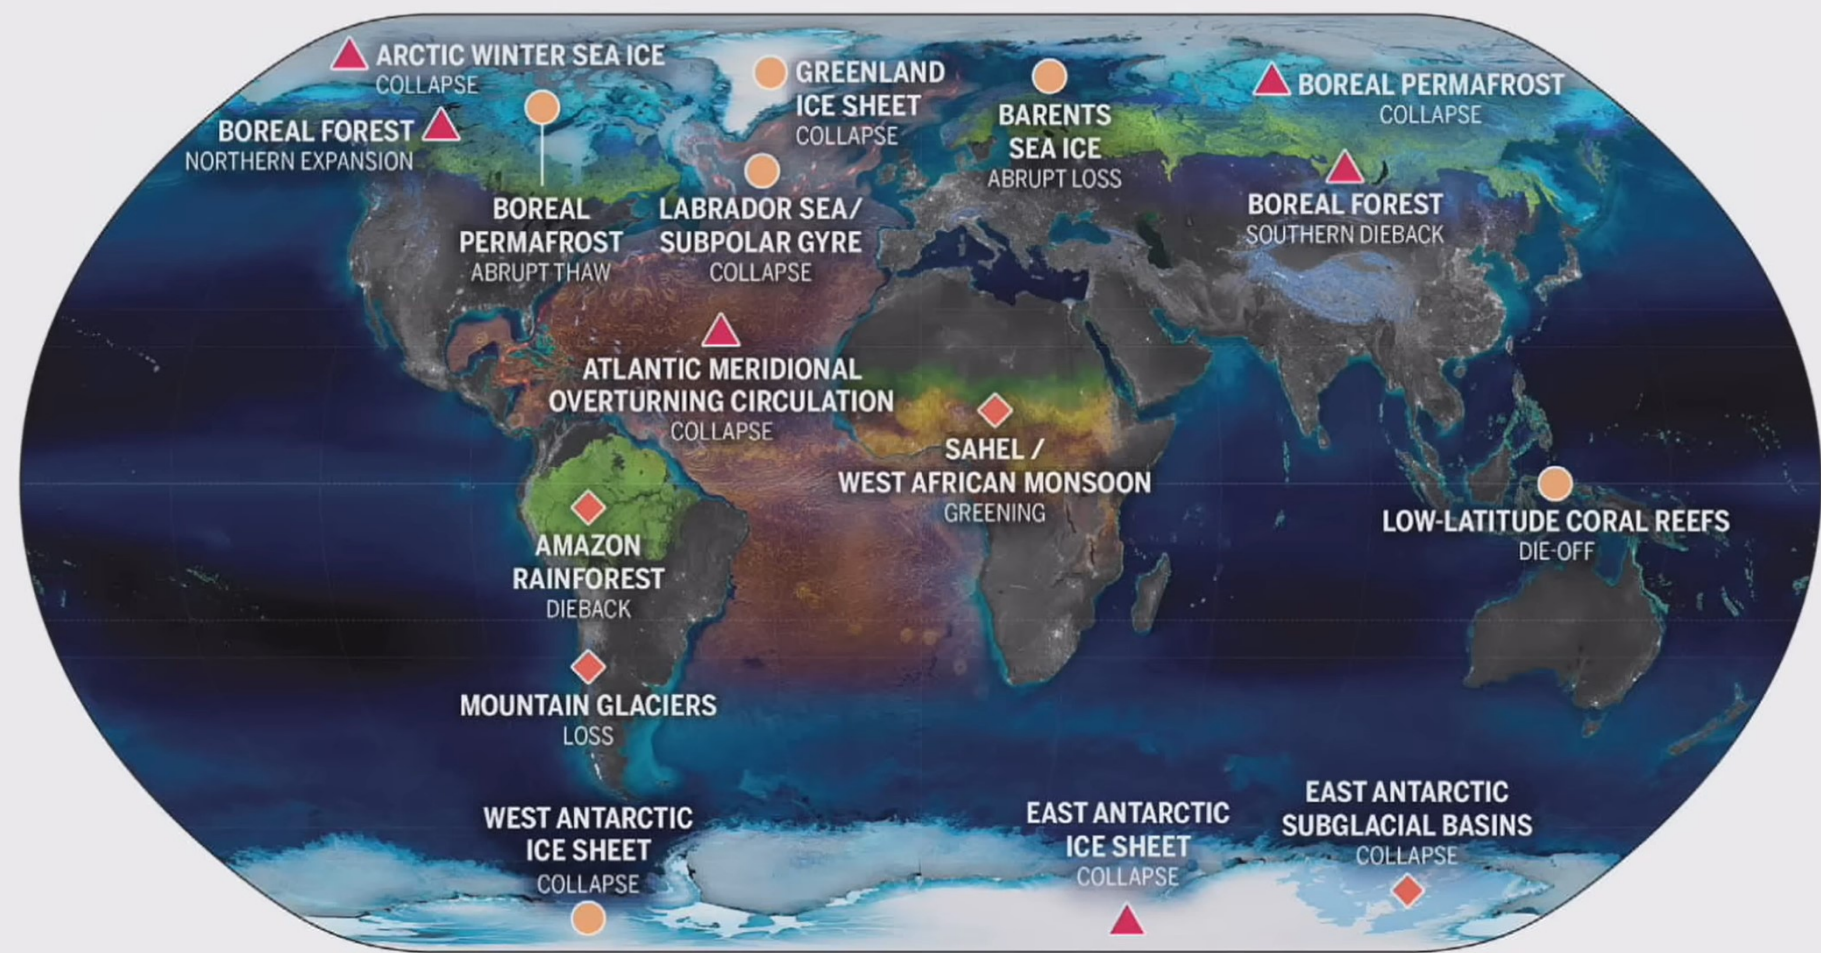 ARCTIC WINTER SEA ICE
COLLAPSE
BOREAL FOREST
NORTHERN EXPANSION
BOREAL
PERMAFROST
ABRUPT THAW
GREENLAND
ICE SHEET
COLLAPSE
LABRADOR SEA/
SUBPOLAR GYRE
COLLAPSE
BARENTS
SEA ICE
ABRUPT LOSS
BOREAL PERMAFROST
COLLAPSE
BOREAL FOREST
SOUTHERN DIEBACK
ATLANTIC MERIDIONAL
OVERTURNING CIRCULATION
COLLAPSE
SAHEL /
WEST AFRICAN MONSOON
GREENING
LOW-LATITUDE CORAL REEFS
DIE-OFF
AMAZON
RAINFOREST
DIEBACK
MOUNTAIN GLACIERS
LOSS
WEST ANTARCTIC
ICE SHEET
COLLAPSE
EAST ANTARCTIC
ICE SHEET
COLLAPSE
EAST ANTARCTIC
SUBGLACIAL BASINS
COLLAPSE